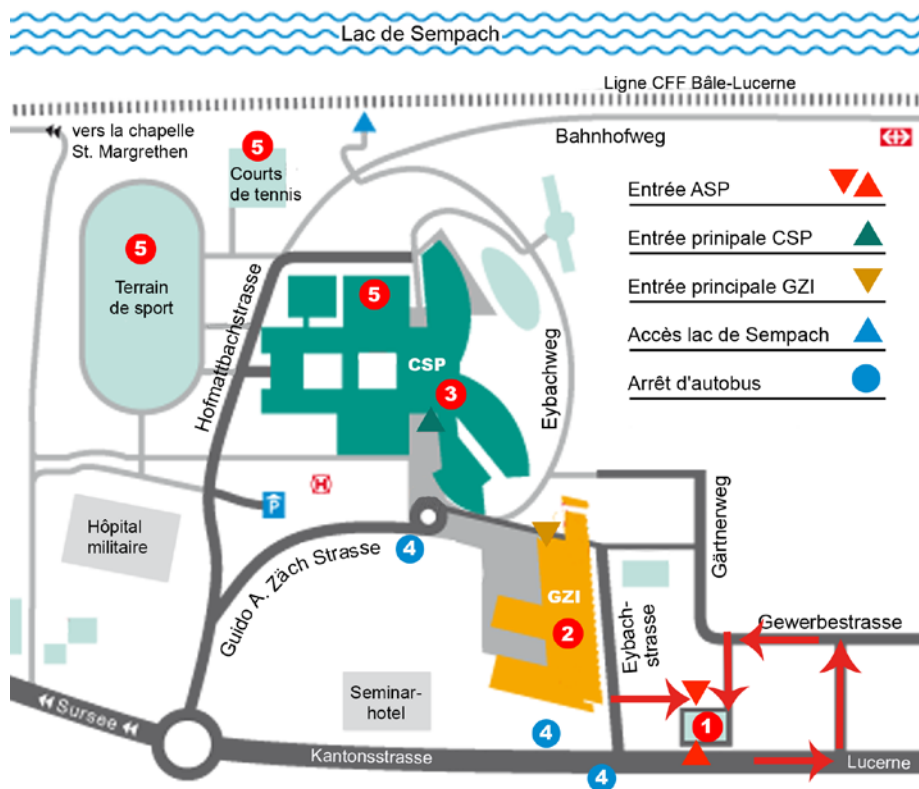 Lac de Sempach
Ligne CFF Bâle-Lucerne
vers la chapelle
St. Margrethen
Bahnhofweg
5
Courts
de tennis
Entrée ASP
5
Terrain
de sport
Entrée prinipale CSP
5
Entrée principale GZI
Hofmattbachstrasse
CSP
Accès lac de Sempach
3
Eybachweg
Arrêt d'autobus
H
P
Hôpital
militaire
4
Guido A. Zäch Strasse
Gärtnerweg
GZI
2
Eybach-
strasse
Gewerbestrasse
Seminar-
hotel
Sursee
1
4
Kantonsstrasse
4
Lucerne